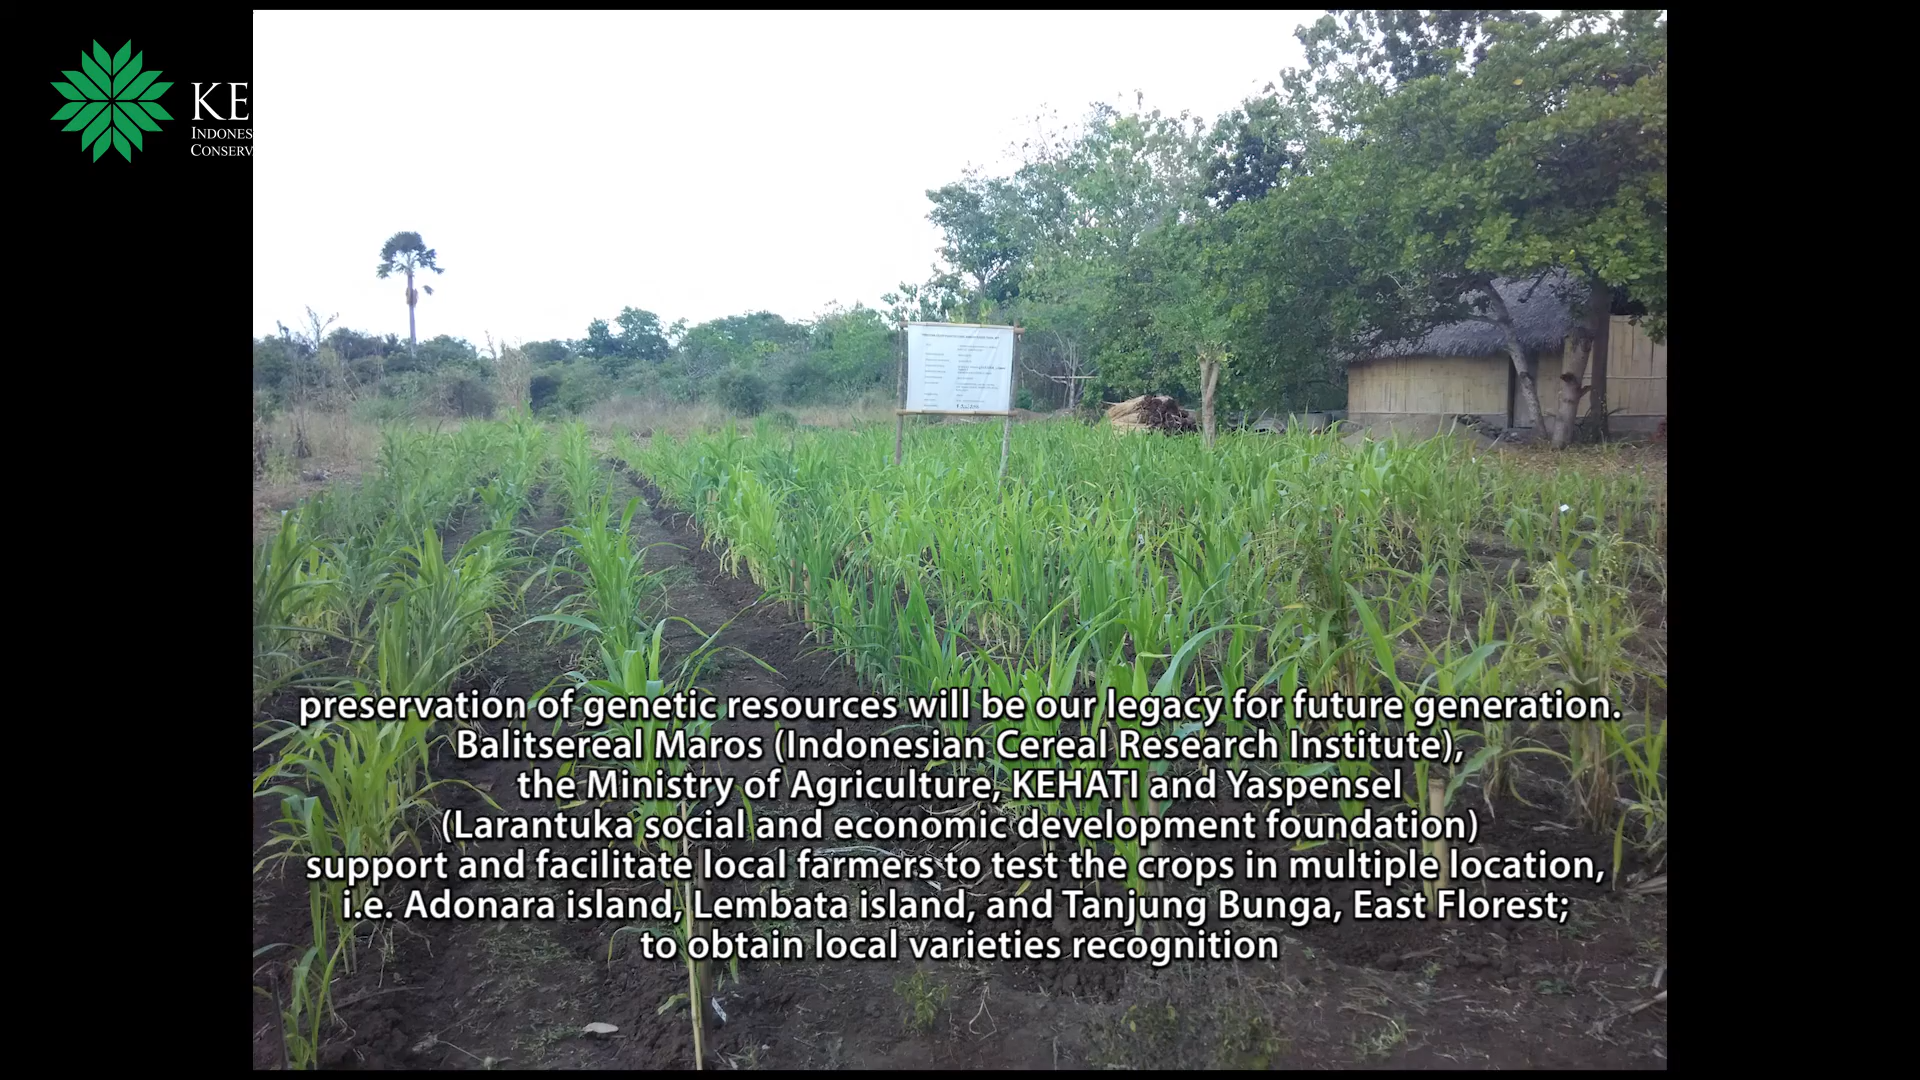 KE
INDONES
CONSERV
preservation of genetic resources will be our legacy for future generation.
Balitsereal Maros (Indonesian Cereal Research Institute),
the Ministry of Agriculture, KEHATI and Yaspensel
(Larantuka social and economic development foundation)
support and facilitate local farmers to test the crops in multiple location,
i.e. Adonara island, Lembata island, and Tanjung Bunga, East Florest;
to obtain local varieties recognition